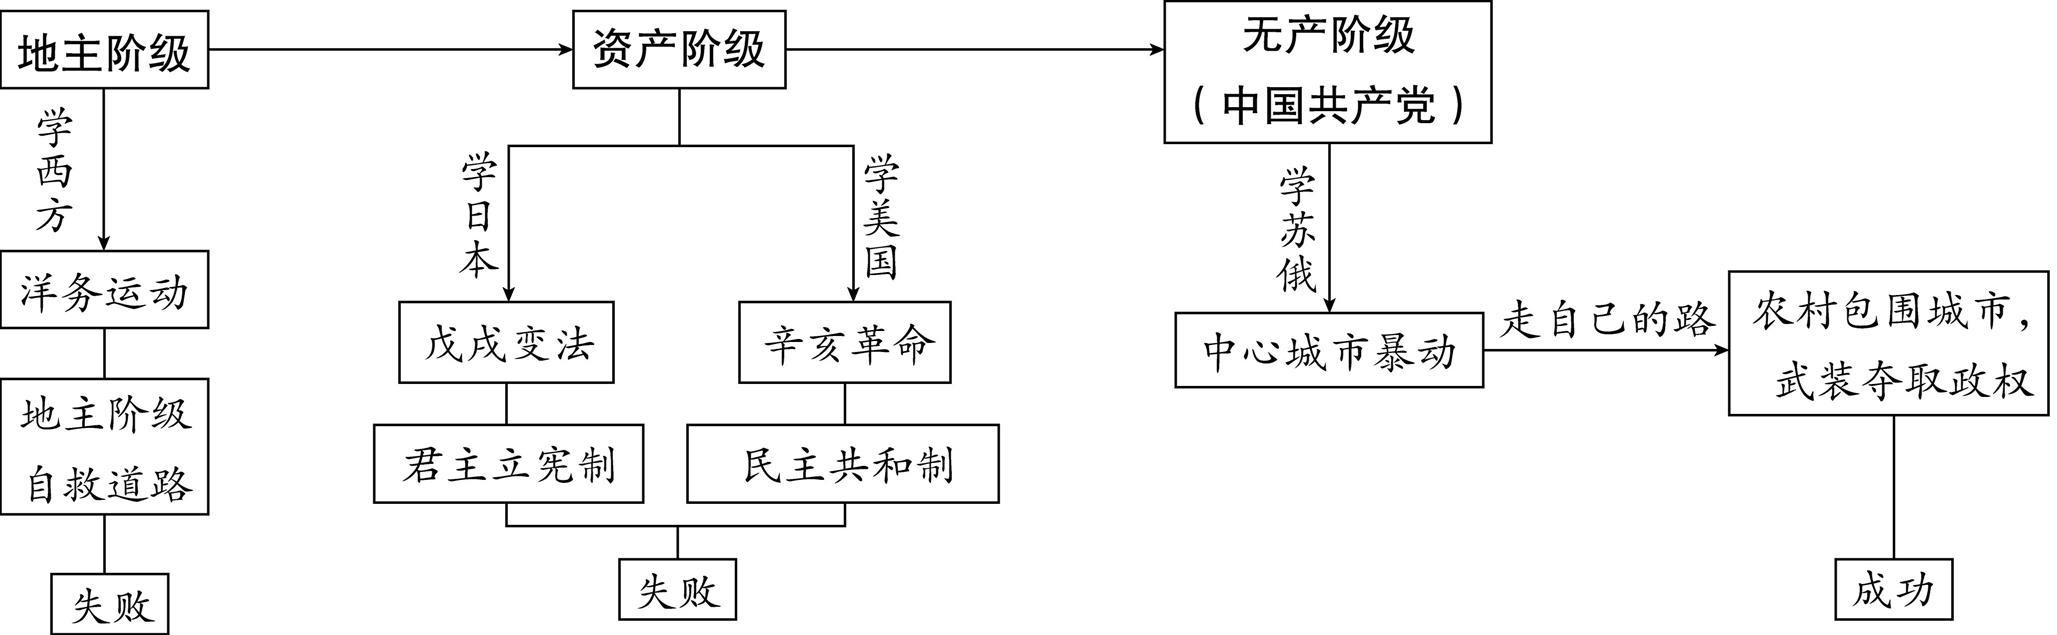 地主阶级
资产阶级
无产阶级
（中国共产党）
学西方
学日本
学美国
学苏俄
洋务运动
戊戌变法
辛亥革命
中心城市暴动
走自己的路
农村包围城市，
武装夺取政权
地主阶级
自救道路
君主立宪制
民主共和制
失败
失败
成功